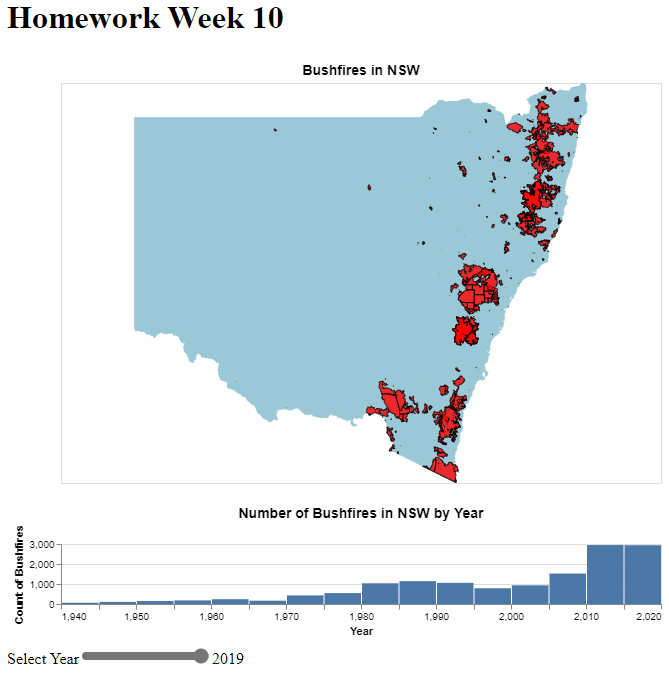 Homework Week 10
Bushfires in NSW
Number of Bushfires in NSW by Year
Count of Bushfires
3,000
2,000
1,000
0
1,940 1,950 1,960 1,970 1,980 1,990 2,000 2,010 2,020
Year
Select Year 2019